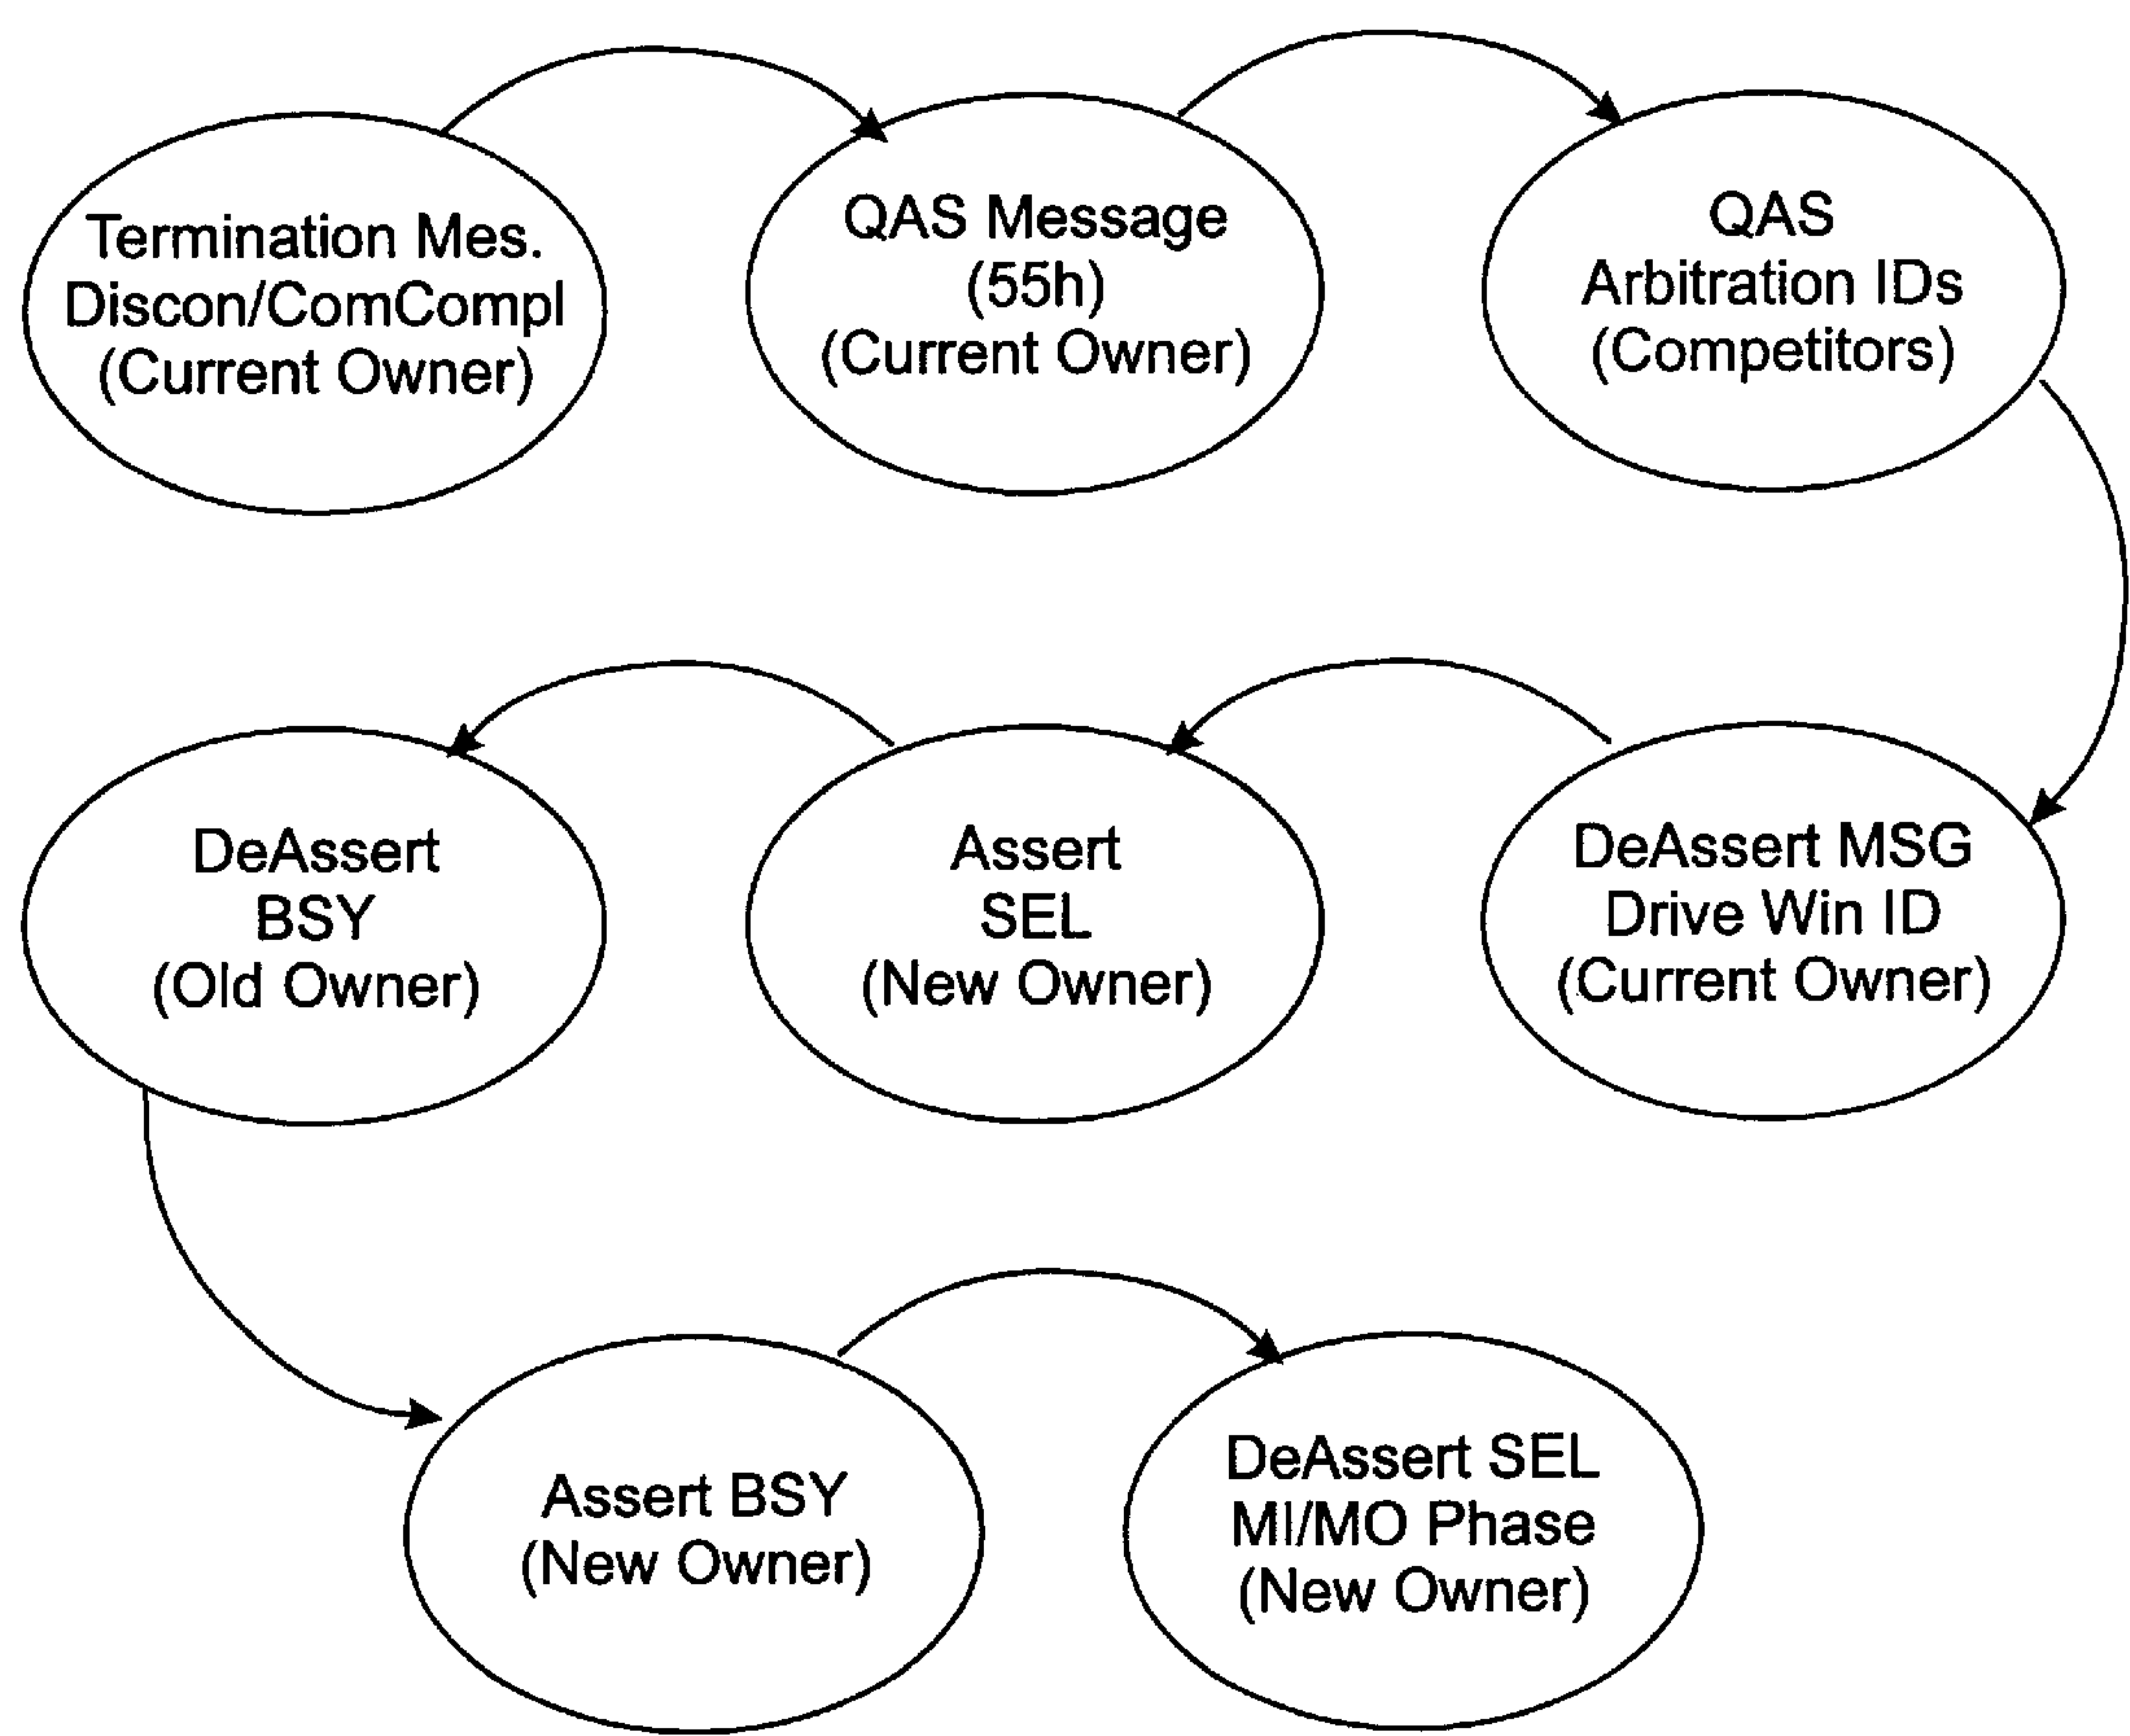 Termination Mes.
Discon/ComCompl
(Current Owner)
QAS Message
(55h)
(Current Owner)
QAS
Arbitration IDs
(Competitors)
DeAssert MSG
Drive Win ID
(Current Owner)
Assert
SEL
(New Owner)
DeAssert
BSY
(Old Owner)
Assert BSY
(New Owner)
DeAssert SEL
MI/MO Phase
(New Owner)